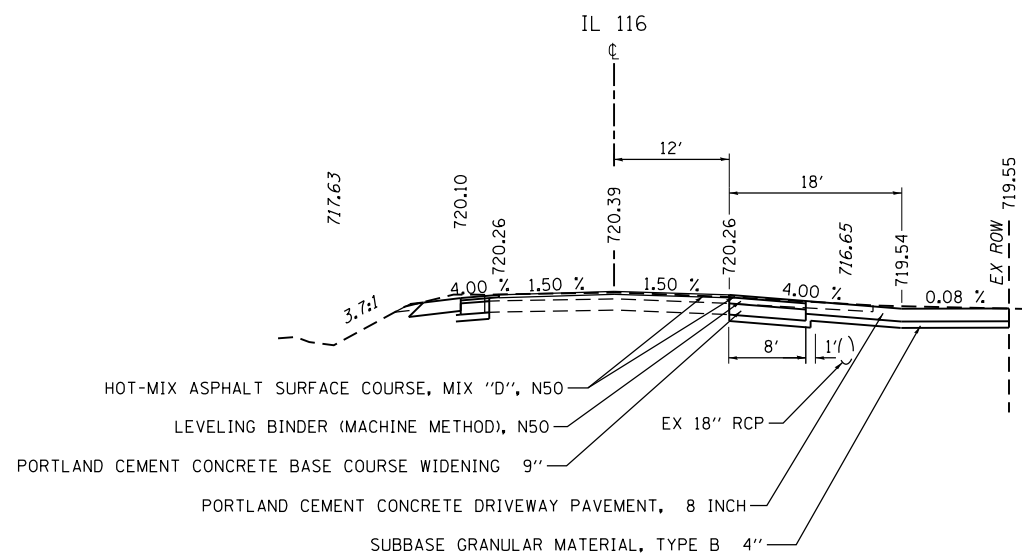 IL 116
℄
12'
18'
717.63
720.10
720.26
720.39
720.26
716.65
719.54
EX ROW
719.55
3.7:1
4.00 %
1.50 %
1.50 %
4.00 %
0.08 %
8'
1'
HOT-MIX ASPHALT SURFACE COURSE, MIX "D", N50
LEVELING BINDER (MACHINE METHOD), N50
EX 18" RCP
PORTLAND CEMENT CONCRETE BASE COURSE WIDENING 9"
PORTLAND CEMENT CONCRETE DRIVEWAY PAVEMENT, 8 INCH
SUBBASE GRANULAR MATERIAL, TYPE B 4"